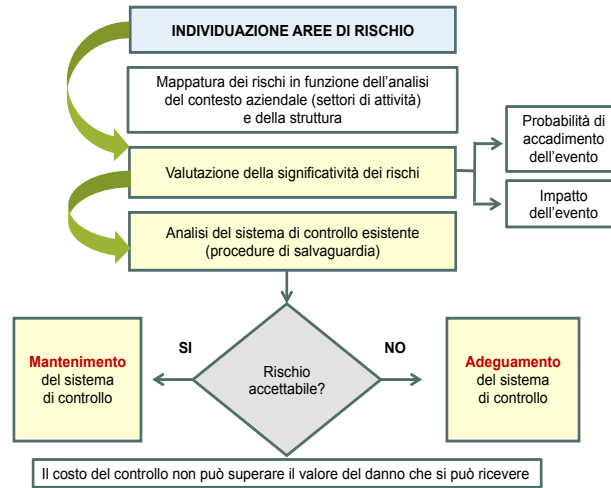 INDIVIDUAZIONE AREE DI RISCHIO
Mappatura dei rischi in funzione dell'analisi
del contesto aziendale (settori di attività)
e della struttura
Probabilità di
accadimento
dell'evento
Valutazione della significatività dei rischi
Impatto
dell'evento
Analisi del sistema di controllo esistente
(procedure di salvaguardia)
SI
NO
Mantenimento
del sistema
di controllo
Rischio
accettabile?
Adeguamento
del sistema
di controllo
Il costo del controllo non può superare il valore del danno che si può ricevere